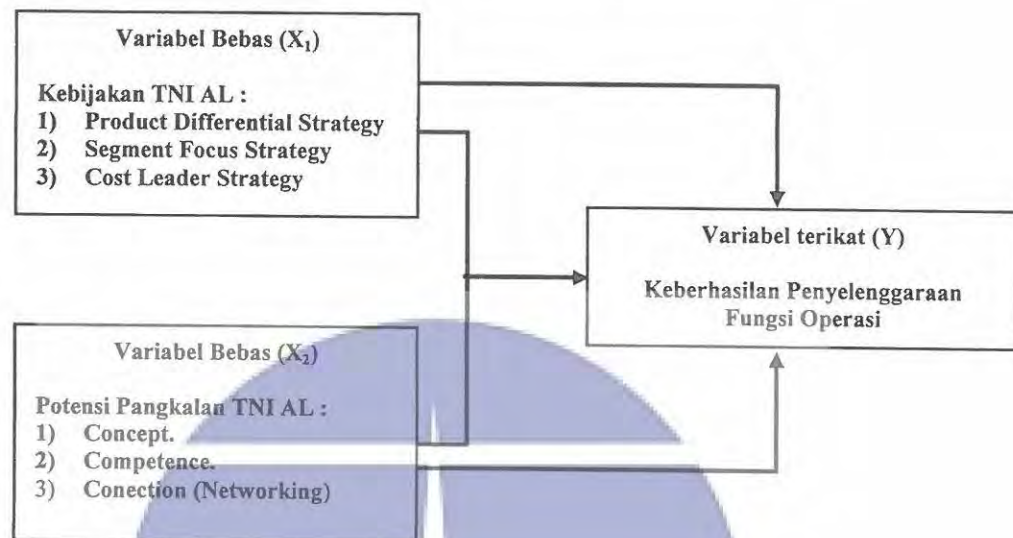 Variabel Bebas (X₁)
Kebijakan TNI AL :
1) Product Differential Strategy
2) Segment Focus Strategy
3) Cost Leader Strategy
Variabel terikat (Y)
Keberhasilan Penyelenggaraan
Fungsi Operasi
Variabel Bebas (X₂)
Potensi Pangkalan TNI AL :
1) Concept.
2) Competence.
3) Conection (Networking)